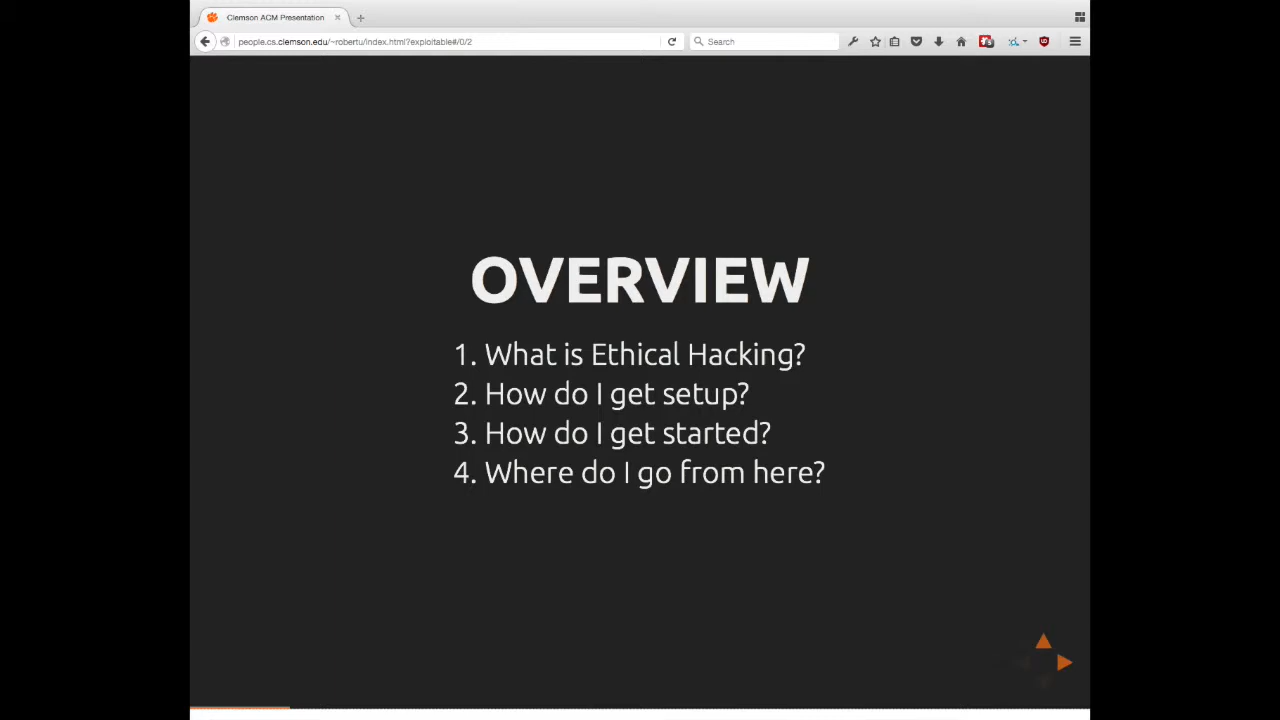 Clemson ACM Presentation
people.cs.clemson.edu/~robertu/index.html?exploitable#/0/2
Search
OVERVIEW
1. What is Ethical Hacking?
2. How do I get setup?
3. How do I get started?
4. Where do I go from here?